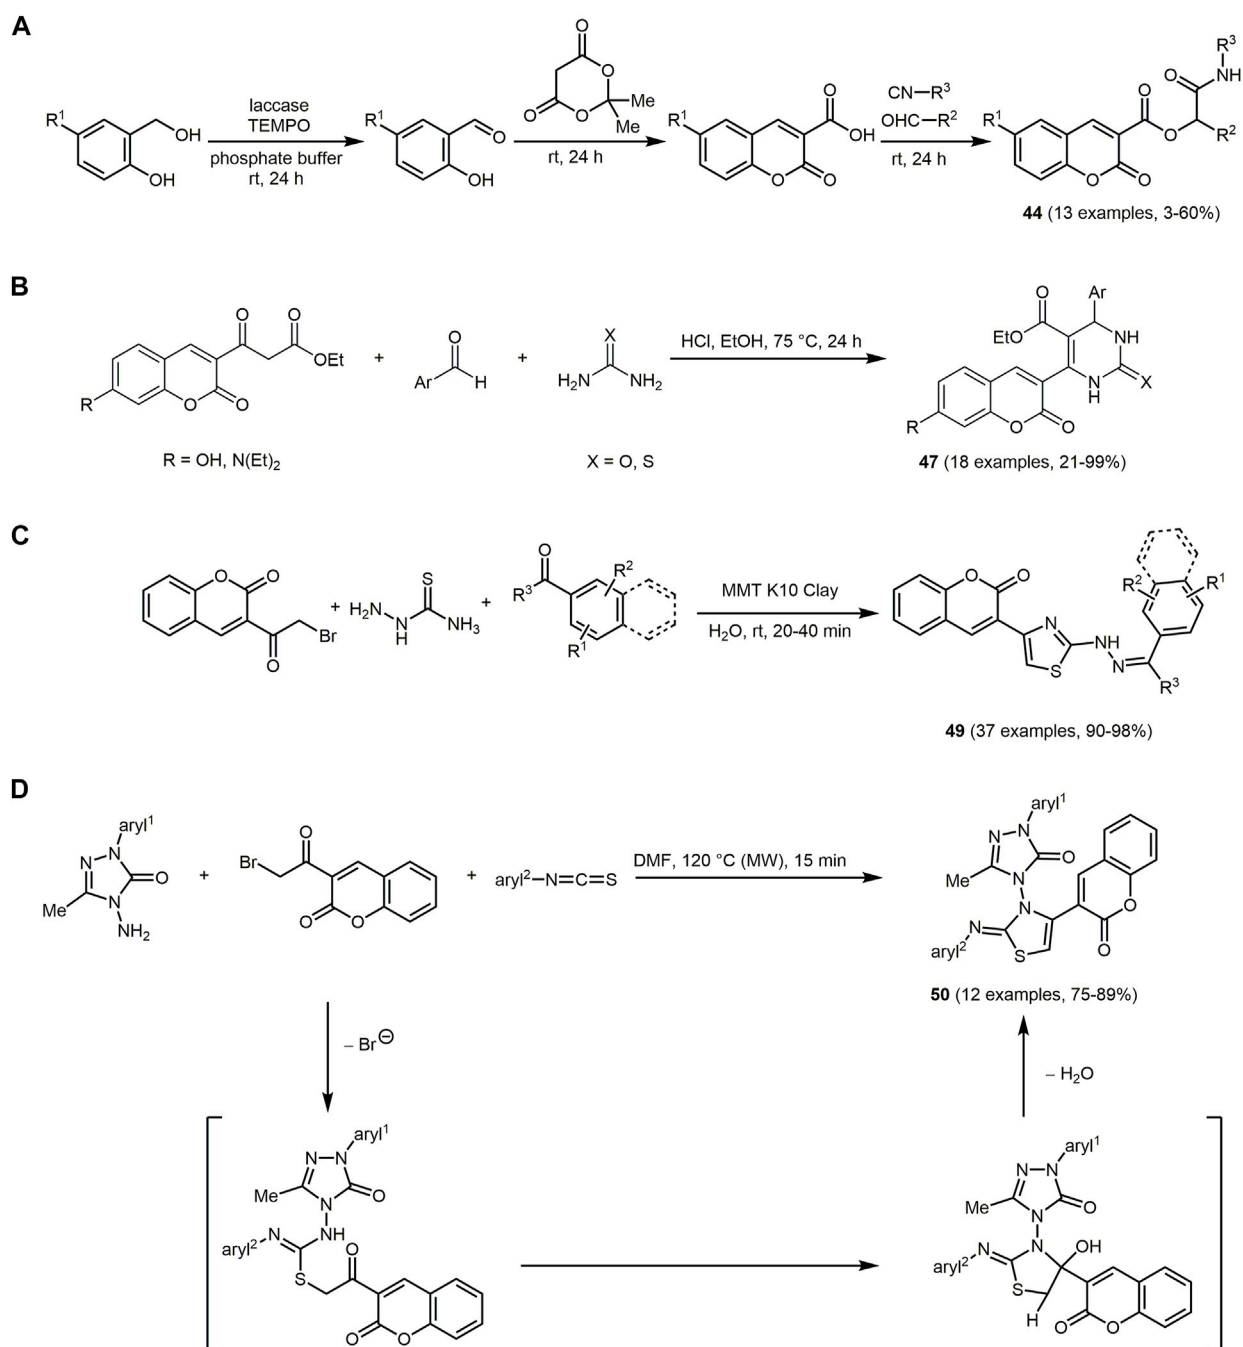 A
R¹
OH
OH
laccase
TEMPO
phosphate buffer
rt, 24 h
R¹
O
OH
O
O
O
O
Me
Me
rt, 24 h
R¹
O
OH
O
O
CN–R³
OHC–R²
rt, 24 h
R¹
O
O
O
O
O
NH
R³
R²
44 (13 examples, 3-60%)
B
O
O
OEt
R
O
O
+
O
Ar
H
+
X
H₂N
NH₂
HCl, EtOH, 75 °C, 24 h
O
EtO
Ar
NH
N
H
X
R
O
O
R = OH, N(Et)₂
X = O, S
47 (18 examples, 21-99%)
C
O
O
Br
O
+
H₂N
N
H
S
NH₃
+
O
R³
R²
R¹
MMT K10 Clay
H₂O, rt, 20-40 min
O
O
N
S
NH
N
R²
R¹
R³
49 (37 examples, 90-98%)
D
aryl¹
N
N
O
N
Me
NH₂
+
O
Br
O
O
+
aryl²–N=C=S
DMF, 120 °C (MW), 15 min
aryl¹
N
N
O
Me
N
N
N
aryl²
S
O
O
50 (12 examples, 75-89%)
– Br⊖
– H₂O
aryl¹
N
N
Me
O
N
N
NH
aryl²
S
O
O
O
aryl¹
N
N
Me
O
N
N
N
OH
aryl²
S
H
O
O